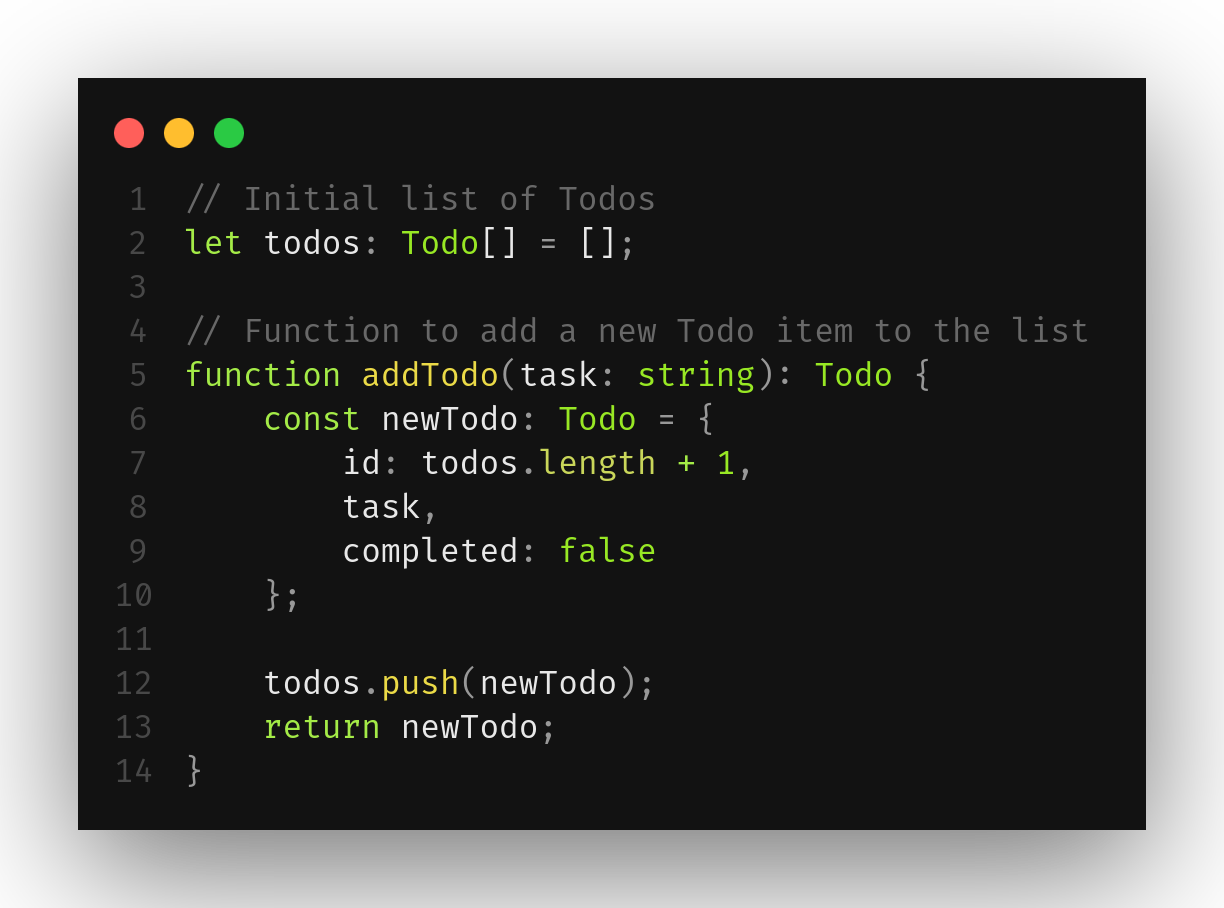 1 // Initial list of Todos
2 let todos: Todo[] = [];
3
4 // Function to add a new Todo item to the list
5 function addTodo(task: string): Todo {
6     const newTodo: Todo = {
7         id: todos.length + 1,
8         task,
9         completed: false
10     };
11
12     todos.push(newTodo);
13     return newTodo;
14 }